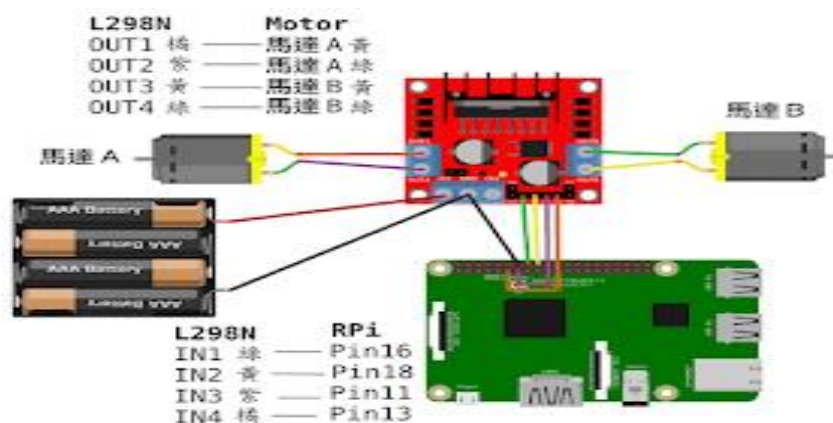 L298N Motor
OUT1 橘 馬達 A 黃
OUT2 紫 馬達 A 綠
OUT3 黃 馬達 B 黃
OUT4 綠 馬達 B 綠
馬達 A
馬達 B
AAA Battery
AAA Battery
AAA Battery
AAA Battery
L298N RPi
IN1 綠 Pin16
IN2 黃 Pin18
IN3 紫 Pin11
IN4 橘 Pin13